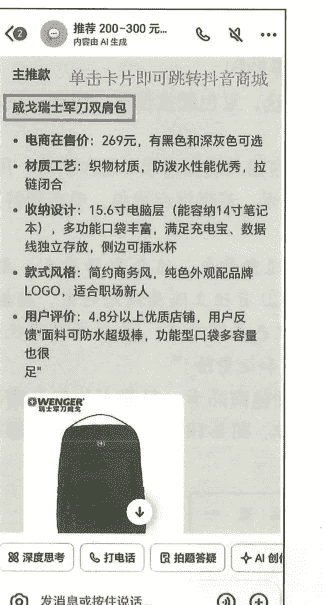 2
推荐 200~300 元...
内容由 AI 生成
主推款
单击卡片即可跳转抖音商城
威戈瑞士军刀双肩包
• 电商在售价：269元，有黑色和深灰色可选
• 材质工艺：织物材质，防泼水性能优秀，拉
链闭合
• 收纳设计：15.6寸电脑层（能容纳14寸笔记
本），多功能口袋丰富，满足充电宝、数据
线独立存放，侧边可插水杯
• 款式风格：简约商务风，纯色外观配品牌
LOGO，适合职场新人
• 用户评价：4.8分以上优质店铺，用户反
馈"面料可防水超级棒，功能型口袋多容量
也很
足"
WENGER
瑞士军刀威戈
深度思考
打电话
拍题答疑
AI 创
发消息或按住说话...